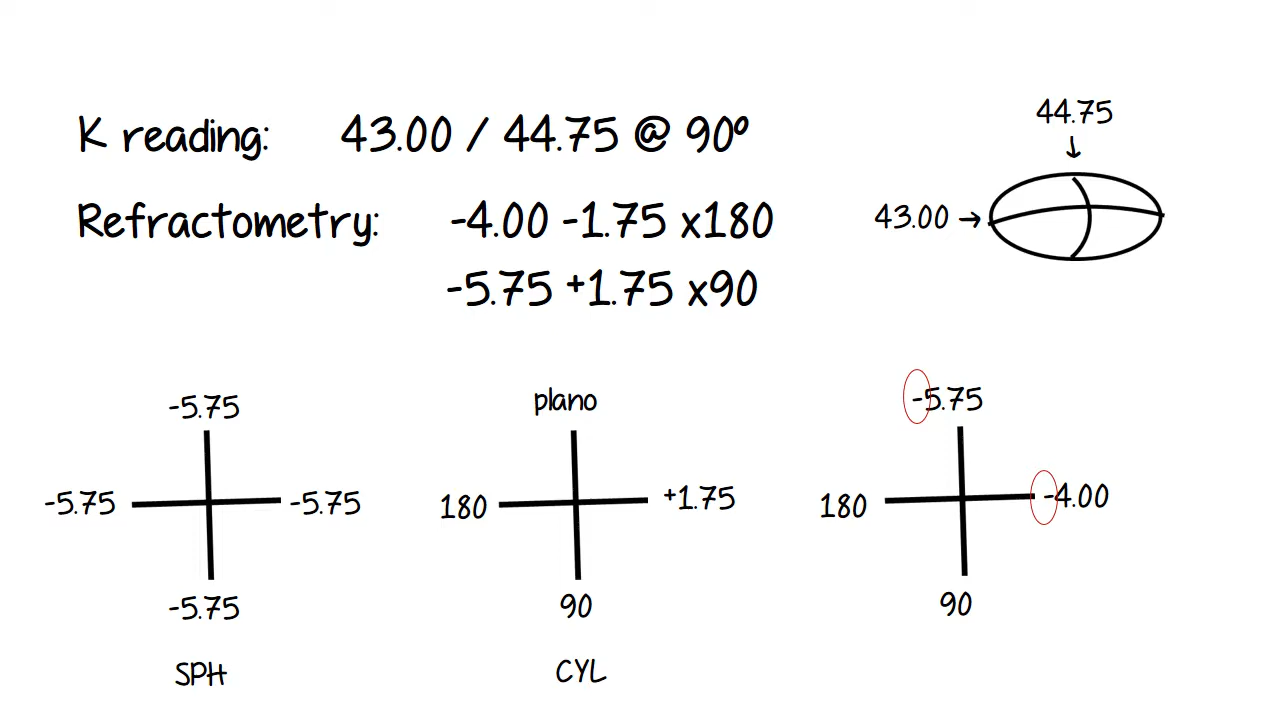 44.75
↓
K reading: 43.00 / 44.75 @ 90º
43.00 →
Refractometry: -4.00 -1.75 x180
-5.75 +1.75 x90
-5.75
-5.75 -5.75
-5.75
SPH
plano
180 +1.75
90
CYL
-5.75
180 -4.00
90